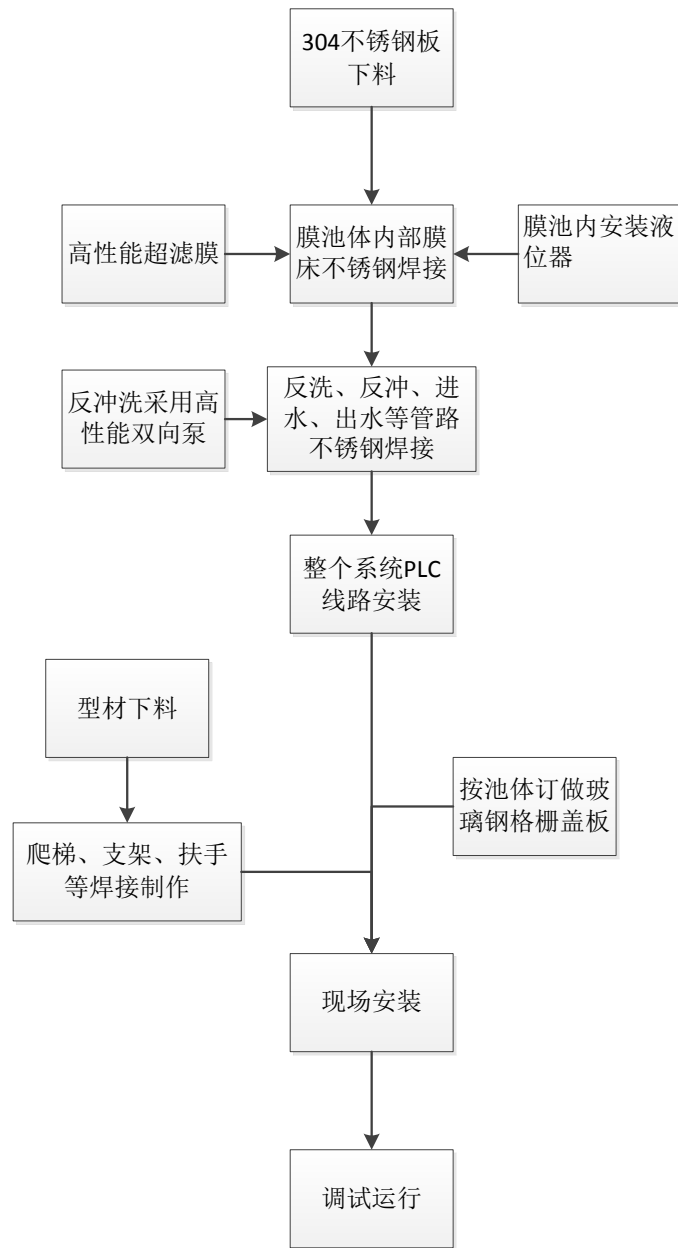 304不锈钢板
下料
高性能超滤膜
膜池体内部膜
床不锈钢焊接
膜池内安装液
位器
反冲洗采用高
性能双向泵
反洗、反冲、进
水、出水等管路
不锈钢焊接
整个系统PLC
线路安装
型材下料
按池体订做玻
璃钢格栅盖板
爬梯、支架、扶手
等焊接制作
现场安装
调试运行